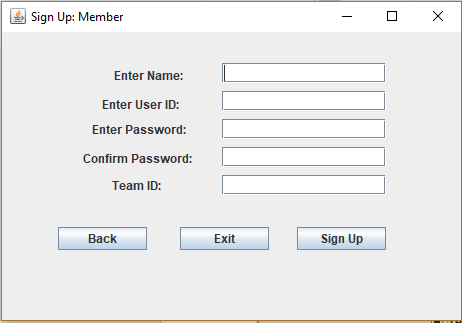 Sign Up: Member
Enter Name:
Enter User ID:
Enter Password:
Confirm Password:
Team ID:
Back Exit Sign Up